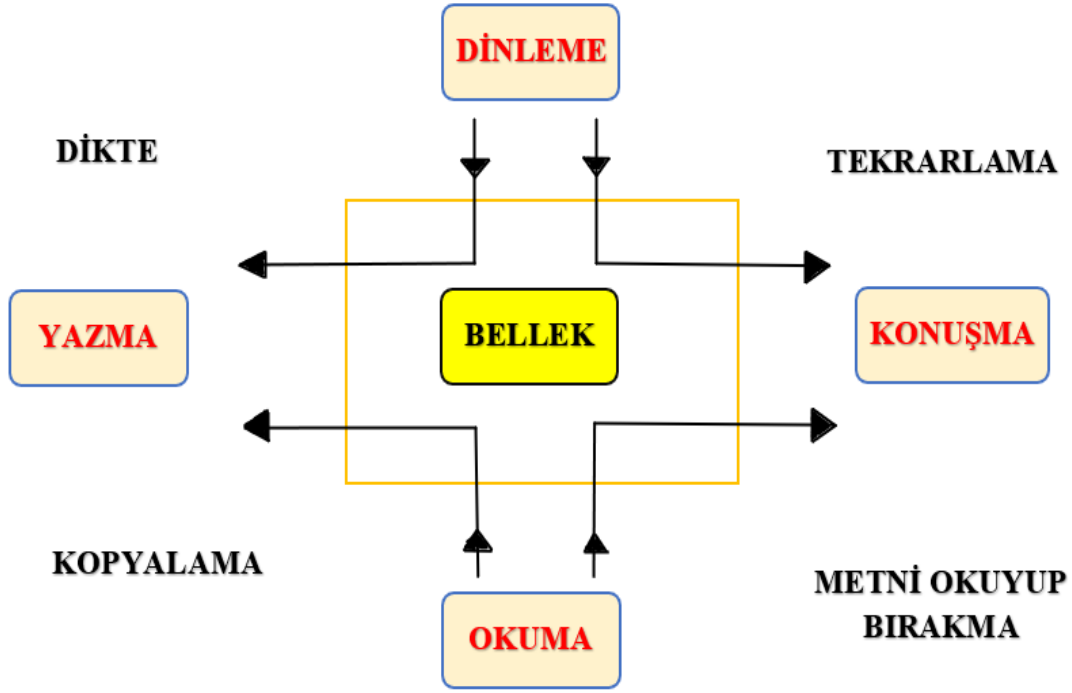 DİNLEME
DİKTE
TEKRARLAMA
YAZMA
BELLEK
KONUŞMA
KOPYALAMA
METNİ OKUYUP
BIRAKMA
OKUMA